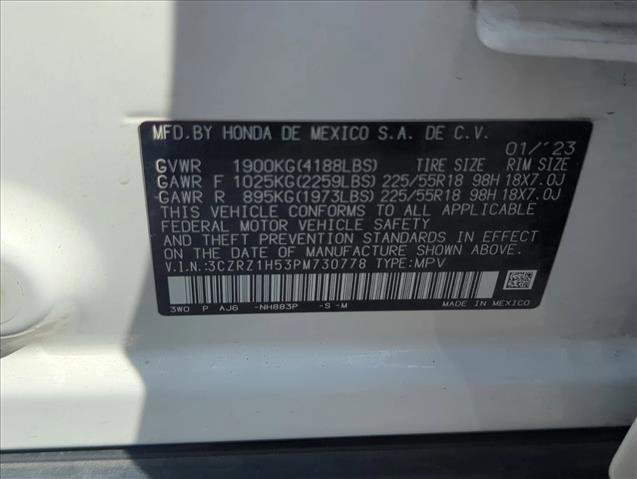 MFD.BY HONDA DE MEXICO S.A. DE C.V.
01/'23
GVWR 1900KG(4188LBS) TIRE SIZE RIM SIZE
GAWR F 1025KG(2259LBS) 225/55R18 98H 18X7.0J
GAWR R 895KG(1973LBS) 225/55R18 98H 18X7.0J
THIS VEHICLE CONFORMS TO ALL APPLICABLE
FEDERAL MOTOR VEHICLE SAFETY
AND THEFT PREVENTION STANDARDS IN EFFECT
ON THE DATE OF MANUFACTURE SHOWN ABOVE.
V.I.N.:3CZRZ1H53PM730778 TYPE:MPV
3W0 P AJ6 -NH883P -S -M
MADE IN MEXICO